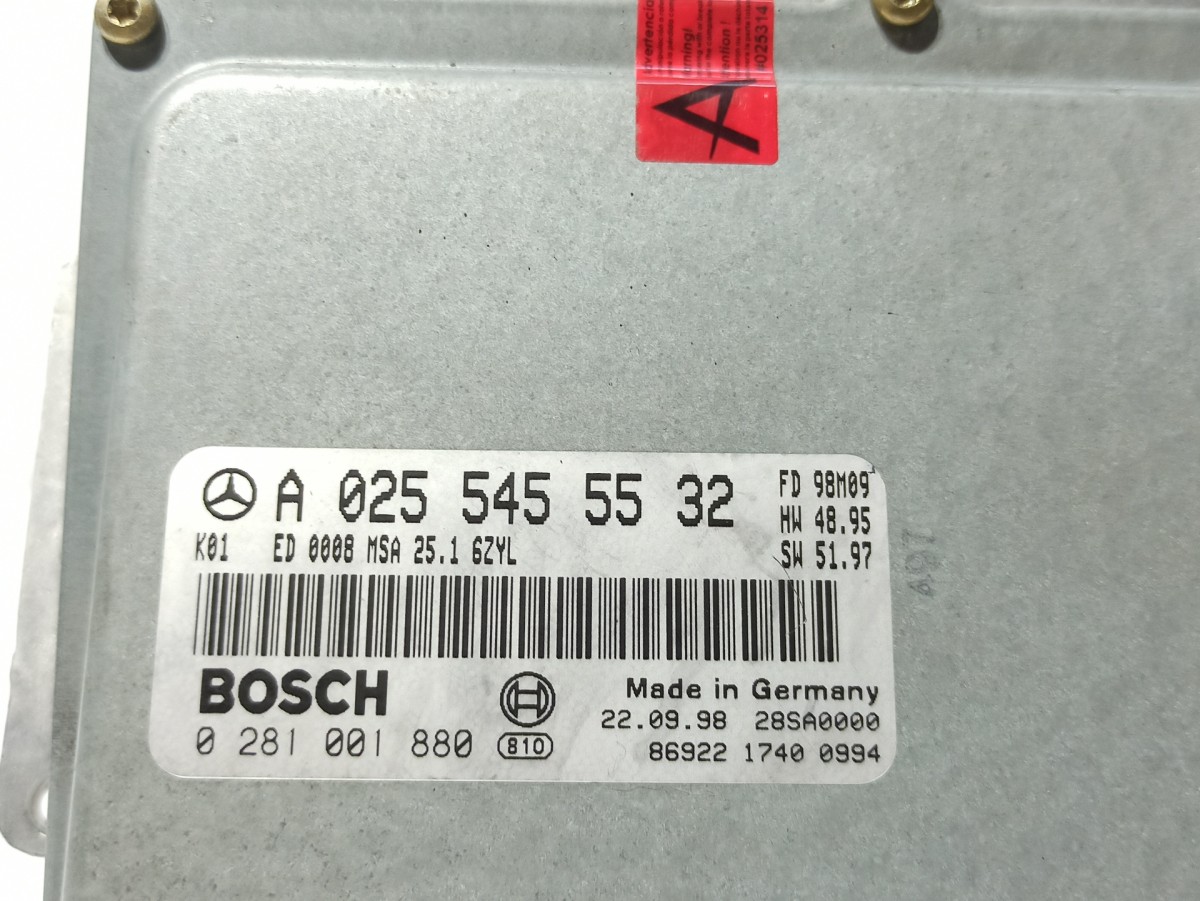 A
#025314
A 025 545 55 32
FD 98M09
HW 48.95
SW 51.97
K01 ED 0008 MSA 25.1 6ZYL
BOSCH
Made in Germany
22.09.98 28SA0000
0 281 001 880
810
86922 1740 0994